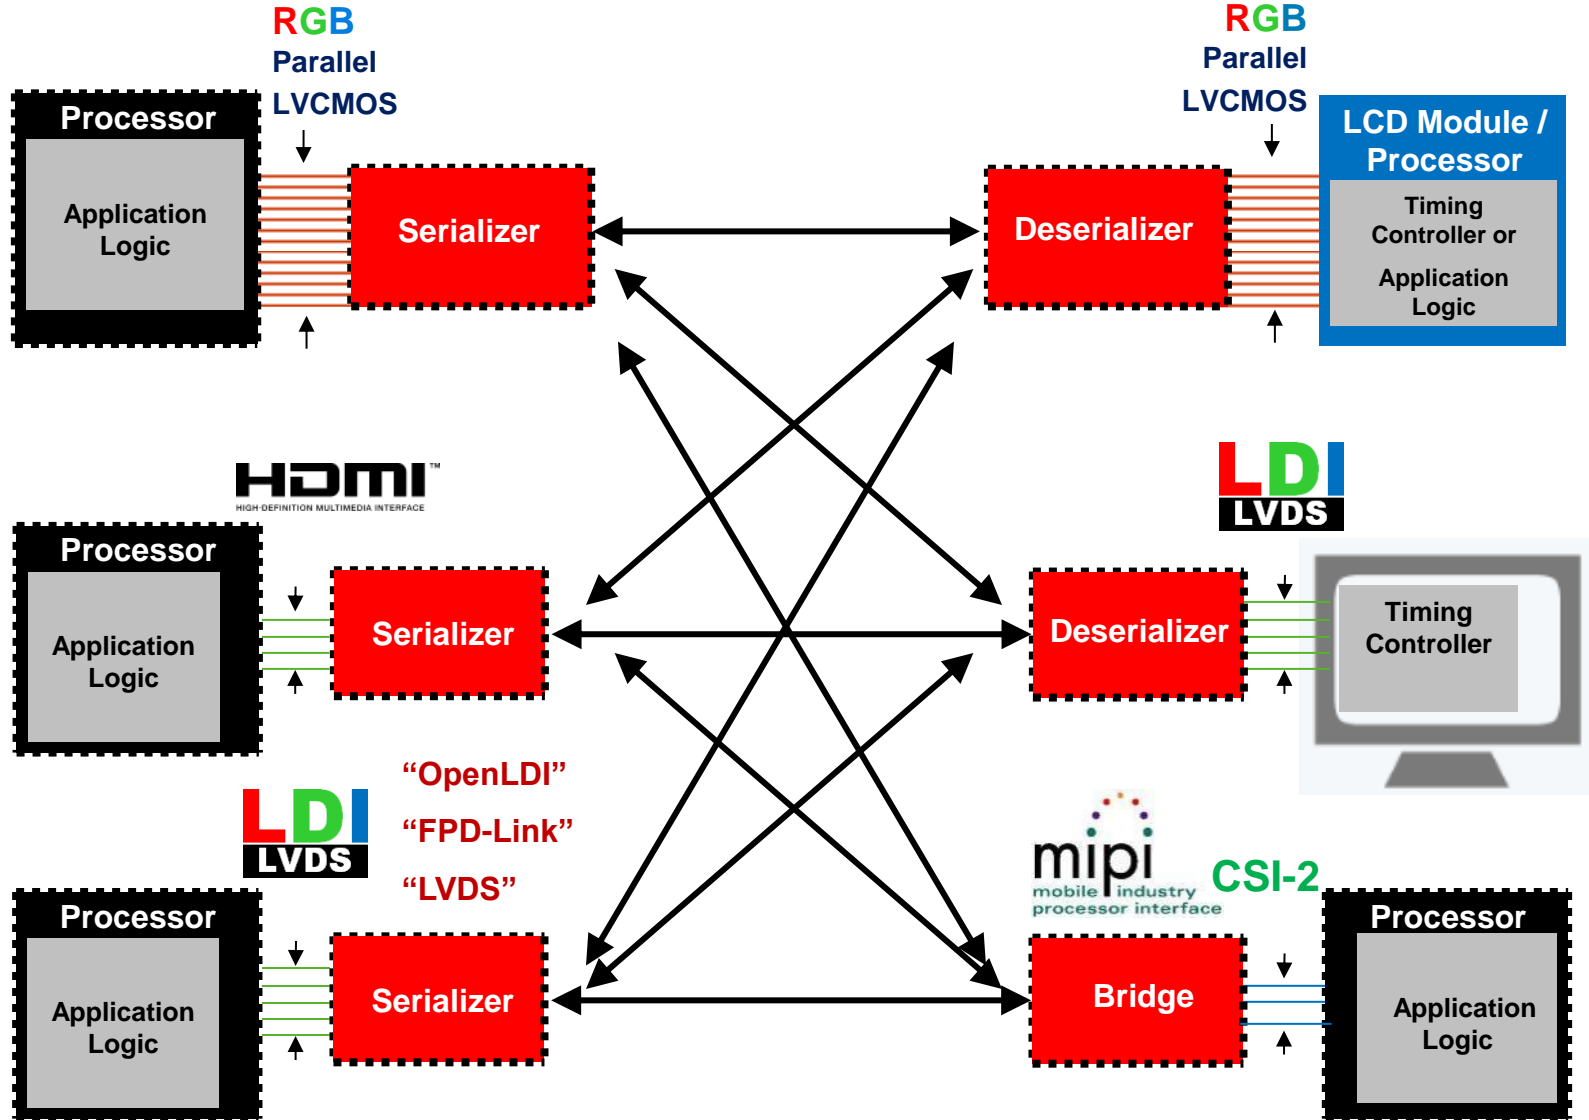 RGB
Parallel
LVCMOS
RGB
Parallel
LVCMOS
Processor
Application
Logic
Serializer
Deserializer
LCD Module /
Processor
Timing
Controller or
Application
Logic
HDMI™
HIGH-DEFINITION MULTIMEDIA INTERFACE
LDI
LVDS
Processor
Application
Logic
Serializer
Deserializer
Timing
Controller
LDI
LVDS
“OpenLDI”
“FPD-Link”
“LVDS”
mipi
mobile industry
processor interface
CSI-2
Processor
Application
Logic
Serializer
Bridge
Processor
Application
Logic